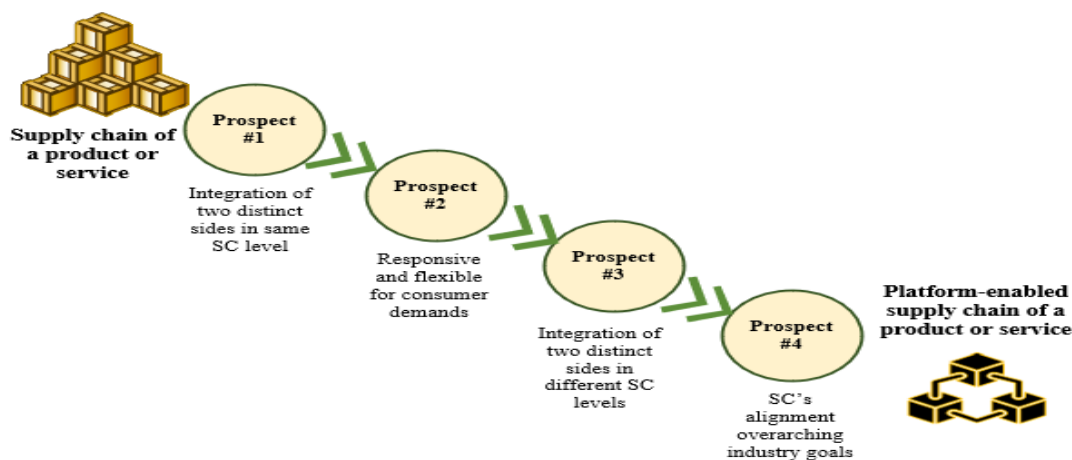 Supply chain of
a product or
service
Prospect
#1
Integration of
two distinct
sides in same
SC level
Prospect
#2
Responsive
and flexible
for consumer
demands
Prospect
#3
Integration of
two distinct
sides in
different SC
levels
Prospect
#4
SC's
alignment
overarching
industry goals
Platform-enabled
supply chain of a
product or service